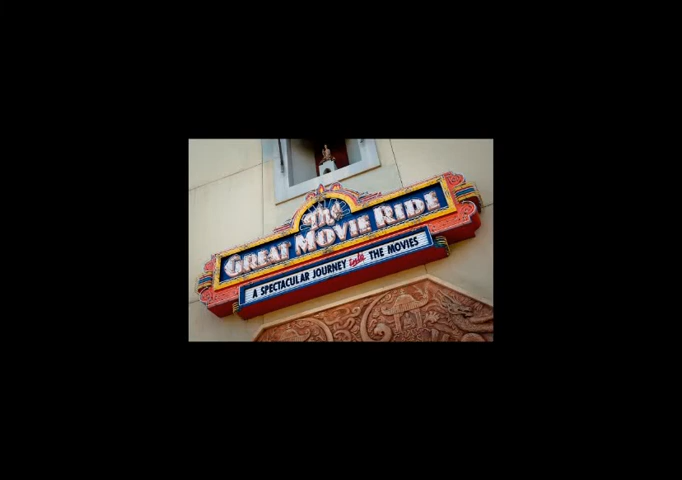 The
GREAT MOVIE RIDE
A SPECTACULAR JOURNEY into THE MOVIES